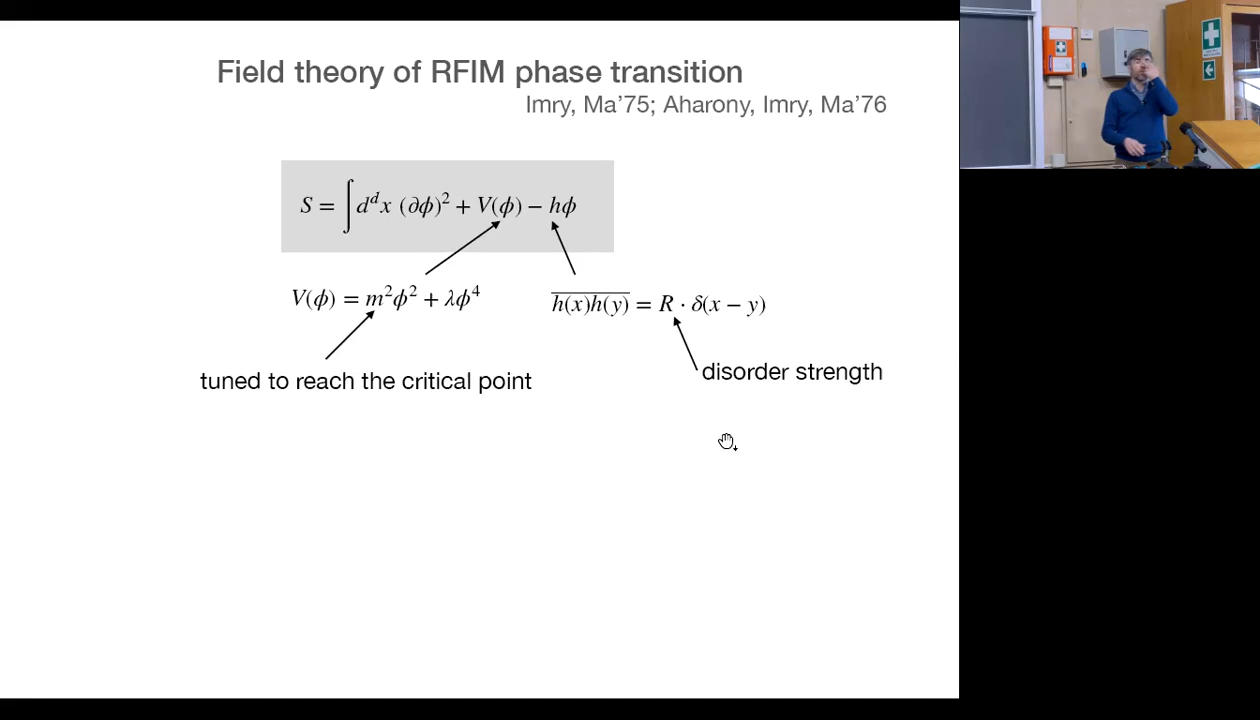 Field theory of RFIM phase transition
Imry, Ma'75; Aharony, Imry, Ma'76
S = ∫ d^d x (∂ϕ)² + V(ϕ) − hϕ
V(ϕ) = m²ϕ² + λϕ⁴
\overline{h(x)h(y)} = R · δ(x − y)
disorder strength
tuned to reach the critical point